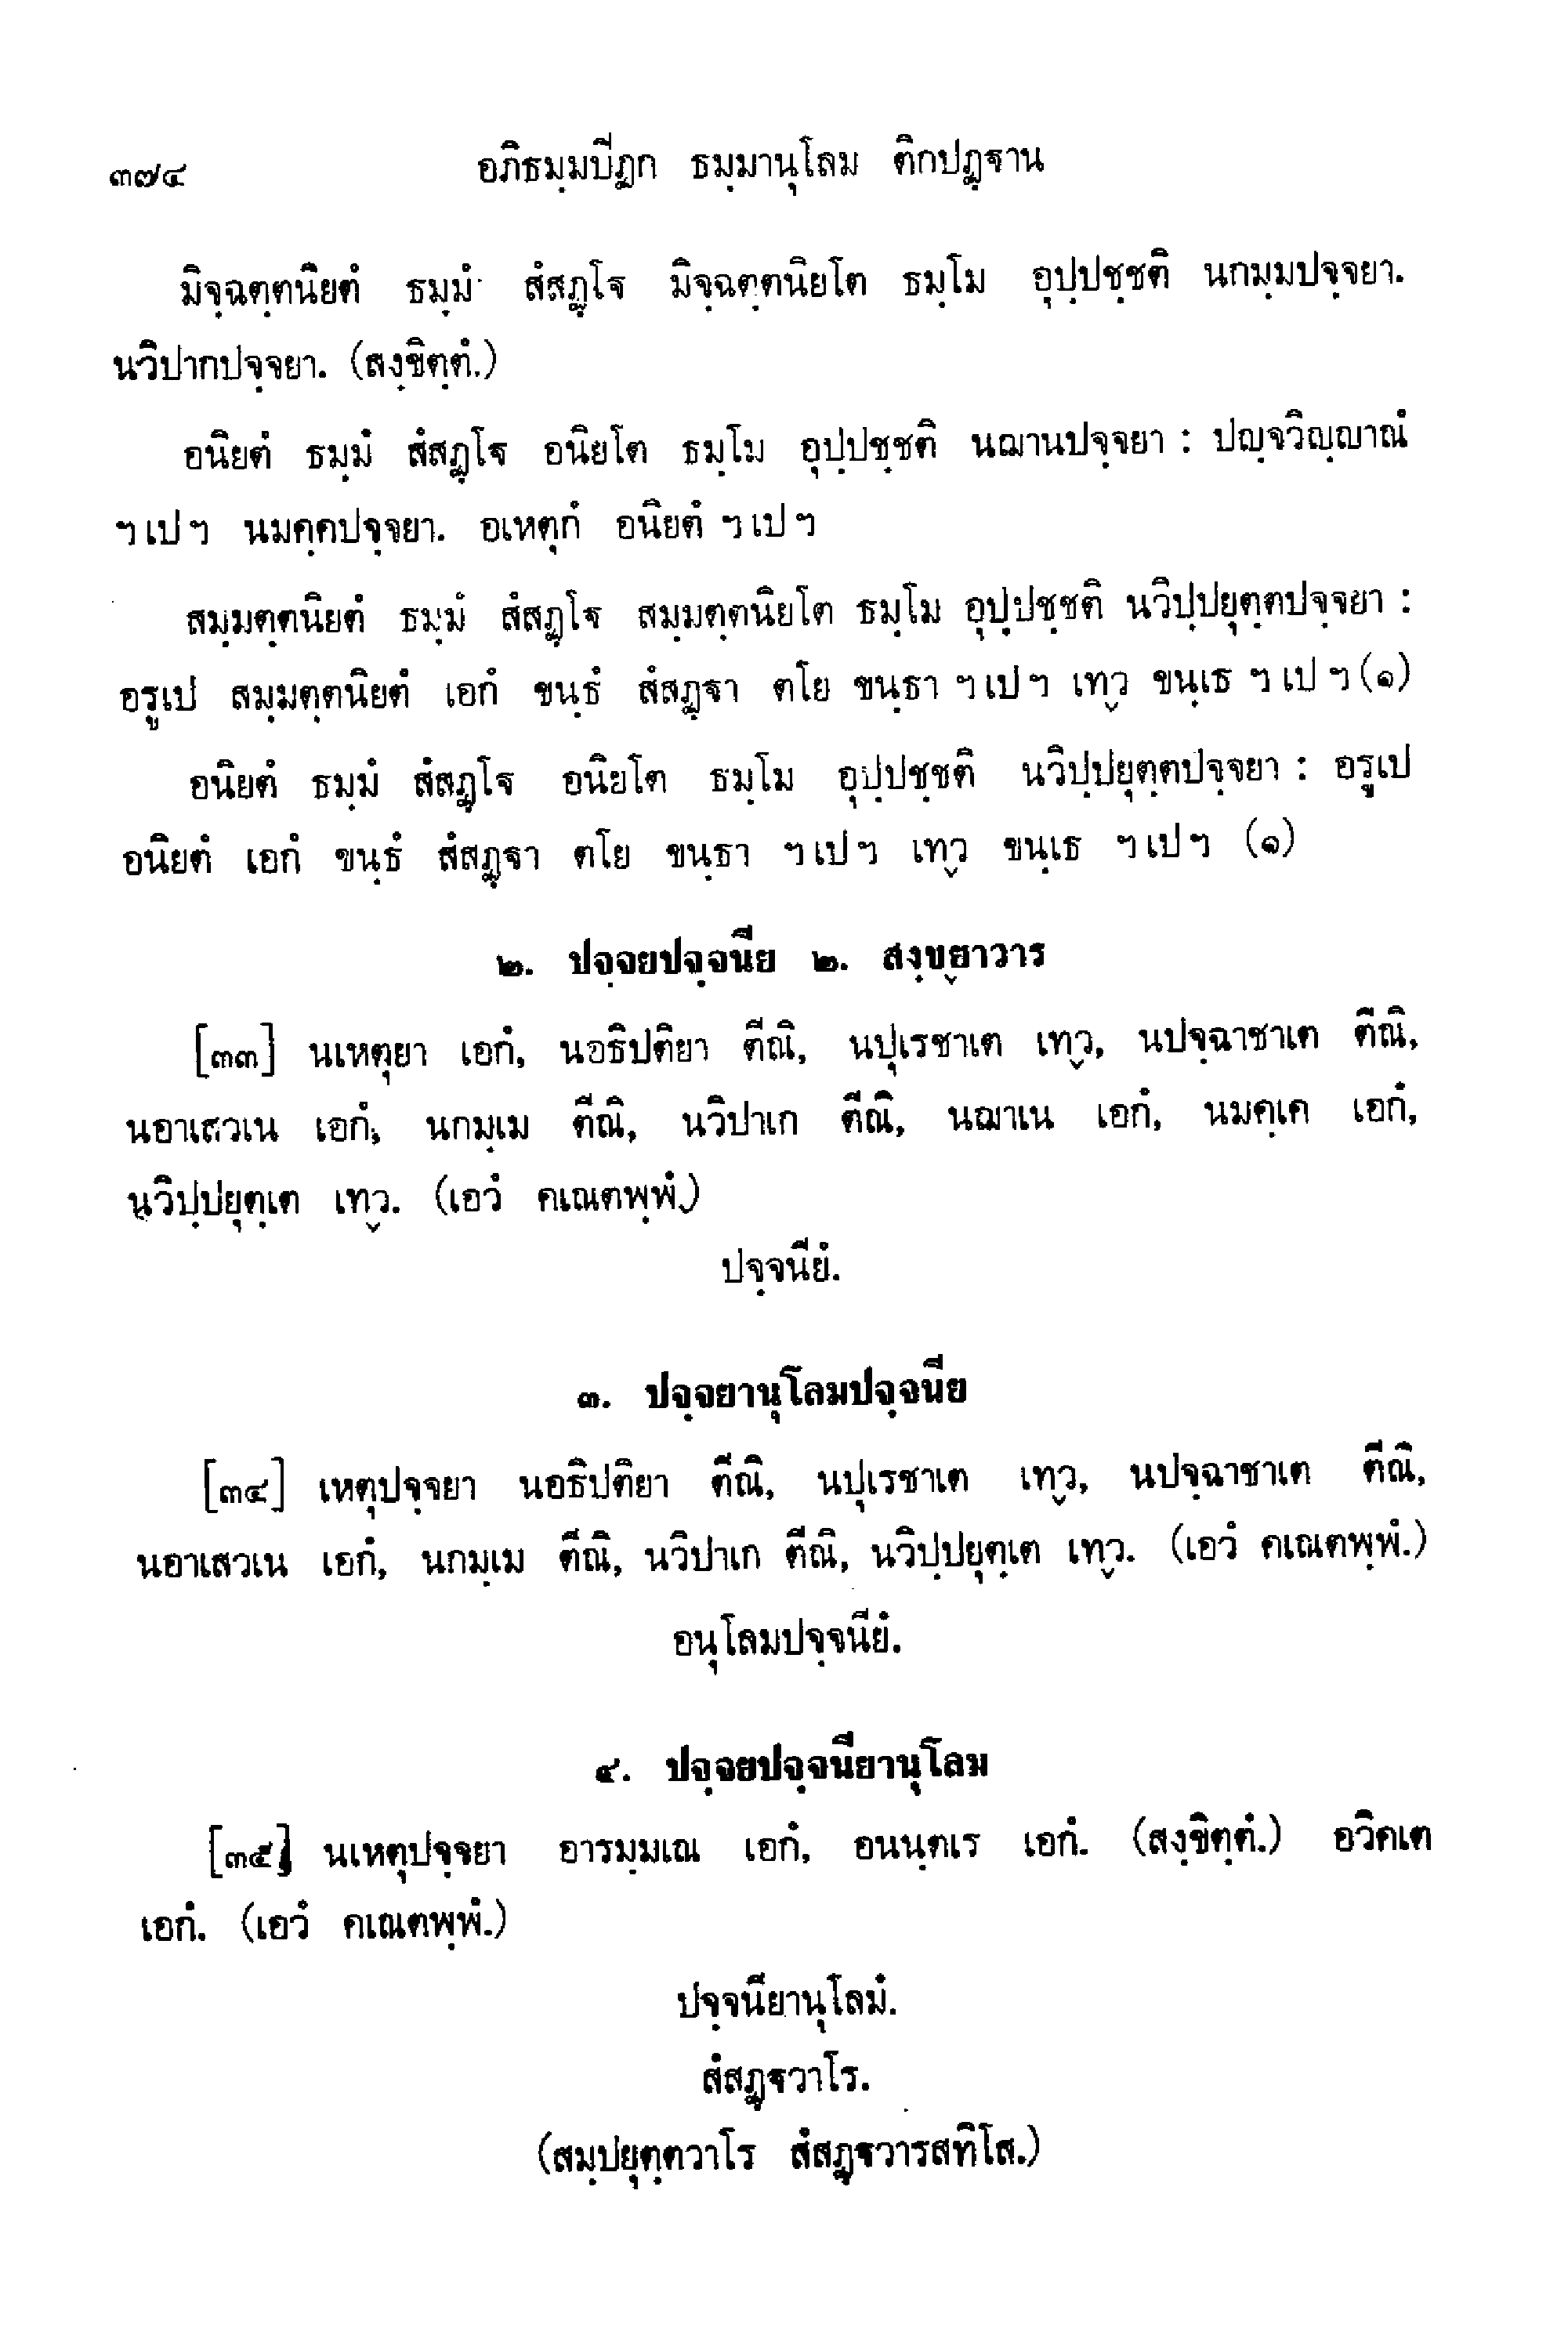 ๓๗๔ อภิธมฺมปิฏก ธมฺมานุโลม ติกปฏฺฐาน
มิจฺฉตฺตนิยตํ ธมฺมํ สํสฏฺโฐ มิจฺฉตฺตนิยโต ธมฺโม อุปฺปชฺชติ นกมฺมปจฺจยา.
นวิปากปจฺจยา. (สงฺขิตฺตํ.)
อนิยตํ ธมฺมํ สํสฏฺโฐ อนิยโต ธมฺโม อุปฺปชฺชติ นฌานปจฺจยา : ปญฺจวิญฺญาณํ
ฯ เป ฯ นมคฺคปจฺจยา. อเหตุกํ อนิยตํ ฯ เป ฯ
สมฺมตฺตนิยตํ ธมฺมํ สํสฏฺโฐ สมฺมตฺตนิยโต ธมฺโม อุปฺปชฺชติ นวิปฺปยุตฺตปจฺจยา :
อรูเป สมฺมตฺตนิยตํ เอกํ ขนฺธํ สํสฏฺฐา ตโย ขนฺธา ฯ เป ฯ เทฺว ขนฺเธ ฯ เป ฯ (๑)
อนิยตํ ธมฺมํ สํสฏฺโฐ อนิยโต ธมฺโม อุปฺปชฺชติ นวิปฺปยุตฺตปจฺจยา : อรูเป
อนิยตํ เอกํ ขนฺธํ สํสฏฺฐา ตโย ขนฺธา ฯ เป ฯ เทฺว ขนฺเธ ฯ เป ฯ (๑)
๒. ปจฺจยปจฺจนีย ๒. สงฺขฺยาวาร
[๓๓] นเหตุยา เอกํ, นอธิปติยา ตีณิ, นปุเรชาเต เทฺว, นปจฺฉาชาเต ตีณิ,
นอาเสวเน เอกํ, นกมฺเม ตีณิ, นวิปาเก ตีณิ, นฌาเน เอกํ, นมคฺเค เอกํ,
นวิปฺปยุตฺเต เทฺว. (เอวํ คเณตพฺพํ.)
ปจฺจนียํ.
๓. ปจฺจยานุโลมปจฺจนีย
[๓๔] เหตุปจฺจยา นอธิปติยา ตีณิ, นปุเรชาเต เทฺว, นปจฺฉาชาเต ตีณิ,
นอาเสวเน เอกํ, นกมฺเม ตีณิ, นวิปาเก ตีณิ, นวิปฺปยุตฺเต เทฺว. (เอวํ คเณตพฺพํ.)
อนุโลมปจฺจนียํ.
๔. ปจฺจยปจฺจนียานุโลม
[๓๕] นเหตุปจฺจยา อารมฺมเณ เอกํ, อนนฺตเร เอกํ. (สงฺขิตฺตํ.) อวิคเต
เอกํ. (เอวํ คเณตพฺพํ.)
ปจฺจนียานุโลมํ.
สํสฏฺฐวาโร.
(สมฺปยุตฺตวาโร สํสฏฺฐวารสทิโส.)